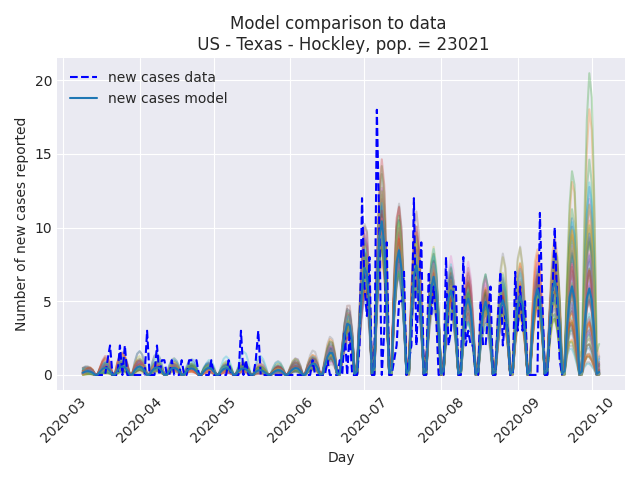 Model comparison to data
US - Texas - Hockley, pop. = 23021
new cases data
new cases model
Number of new cases reported
20
15
10
5
0
2020-03
2020-04
2020-05
2020-06
2020-07
2020-08
2020-09
2020-10
Day